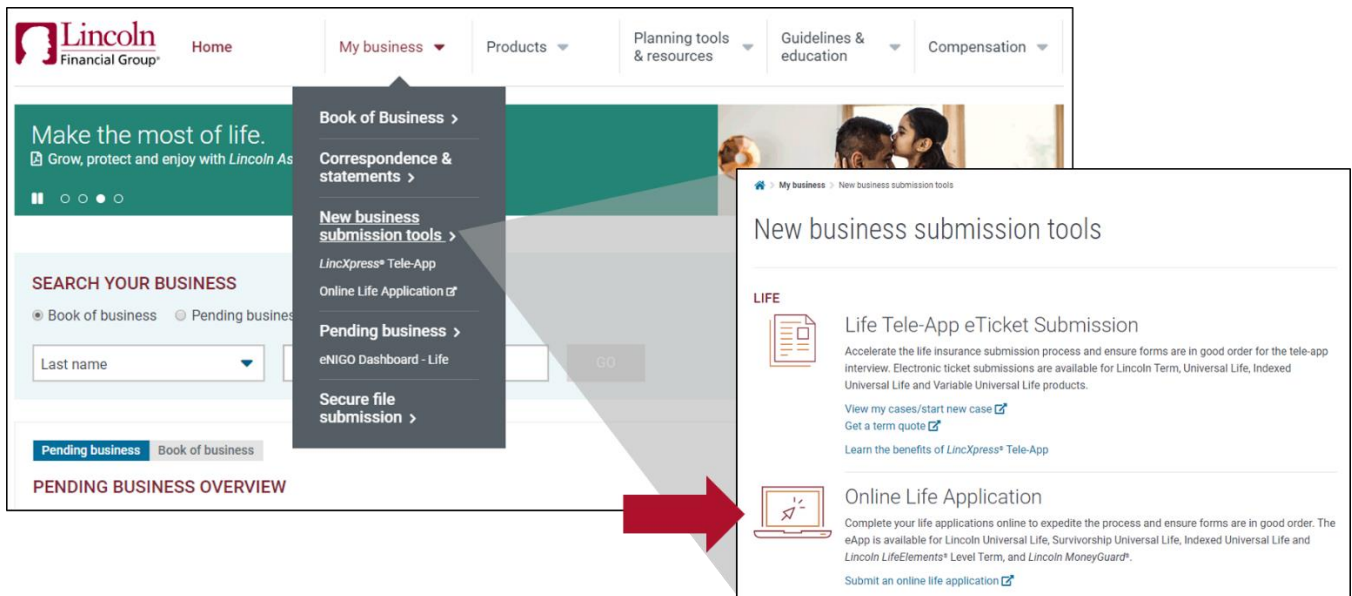 Lincoln
Financial Group®
Home
My business
Products
Planning tools
& resources
Guidelines &
education
Compensation
Make the most of life.
Grow, protect and enjoy with Lincoln As
Book of Business >
Correspondence &
statements >
New business
submission tools >
LincXpress® Tele-App
Online Life Application
Pending business >
eNIGO Dashboard - Life
Secure file
submission >
SEARCH YOUR BUSINESS
Book of business Pending busines
Last name
GO
Pending business Book of business
PENDING BUSINESS OVERVIEW
> My business > New business submission tools
New business submission tools
LIFE
Life Tele-App eTicket Submission
Accelerate the life insurance submission process and ensure forms are in good order for the tele-app
interview. Electronic ticket submissions are available for Lincoln Term, Universal Life, Indexed
Universal Life and Variable Universal Life products.
View my cases/start new case
Get a term quote
Learn the benefits of LincXpress® Tele-App
Online Life Application
Complete your life applications online to expedite the process and ensure forms are in good order. The
eApp is available for Lincoln Universal Life, Survivorship Universal Life, Indexed Universal Life and
Lincoln LifeElements® Level Term, and Lincoln MoneyGuard®.
Submit an online life application